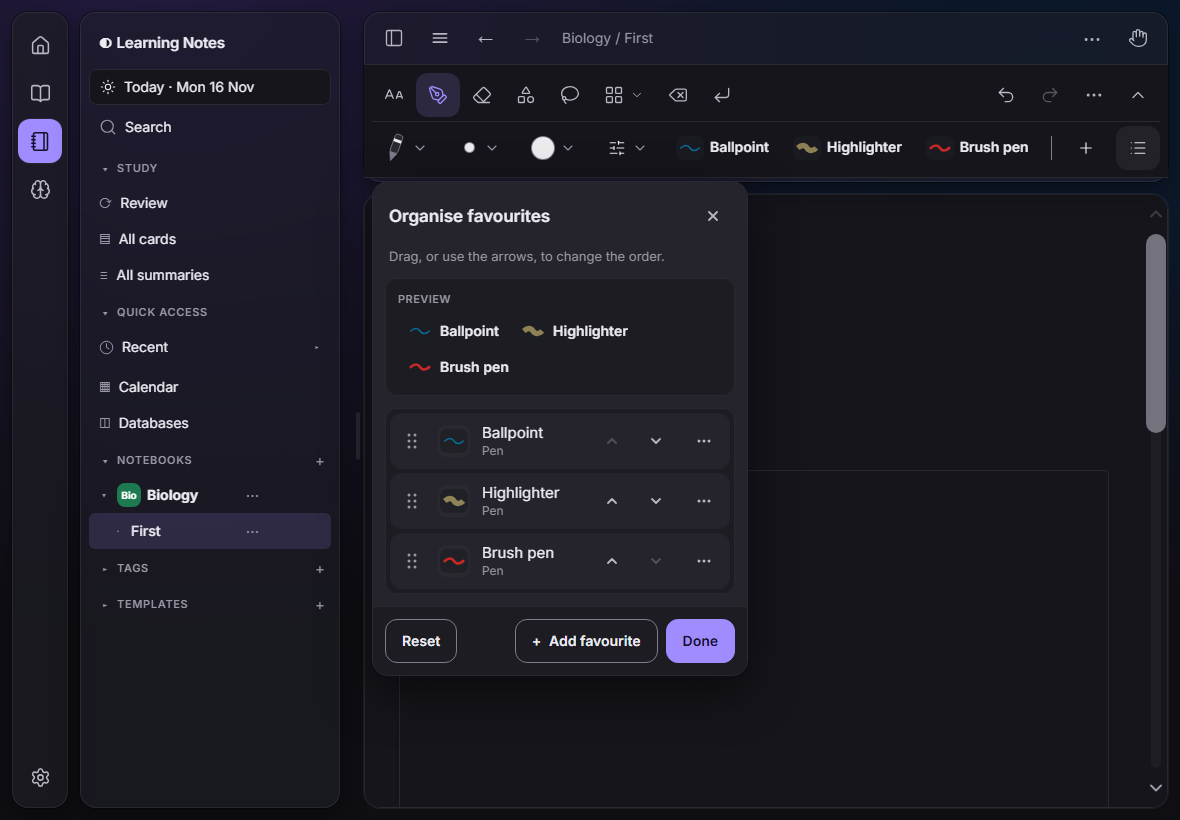 Learning Notes
Today · Mon 16 Nov
Search
STUDY
Review
All cards
All summaries
QUICK ACCESS
Recent
Calendar
Databases
NOTEBOOKS
Bio Biology
First
TAGS
TEMPLATES
Biology / First
AA
Ballpoint
Highlighter
Brush pen
Organise favourites
Drag, or use the arrows, to change the order.
PREVIEW
Ballpoint
Highlighter
Brush pen
Ballpoint
Pen
Highlighter
Pen
Brush pen
Pen
Reset
+ Add favourite
Done